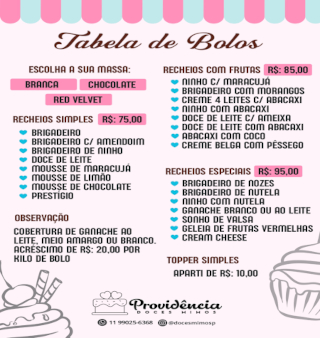 Tabela de Bolos
ESCOLHA A SUA MASSA:
BRANCA
CHOCOLATE
RED VELVET
RECHEIOS SIMPLES R$: 75,00
BRIGADEIRO
BRIGADEIRO C/ AMENDOIM
BRIGADEIRO DE NINHO
DOCE DE LEITE
MOUSSE DE MARACUJÁ
MOUSSE DE LIMÃO
MOUSSE DE CHOCOLATE
PRESTÍGIO
OBSERVAÇÃO
COBERTURA DE GANACHE AO
LEITE, MEIO AMARGO OU BRANCO.
ACRÉSCIMO DE R$: 20,00 POR
KILO DE BOLO
RECHEIOS COM FRUTAS R$: 85,00
NINHO C/ MARACUJÁ
BRIGADEIRO COM MORANGOS
CREME 4 LEITES C/ ABACAXI
NINHO COM ABACAXI
DOCE DE LEITE C/ AMEIXA
DOCE DE LEITE COM ABACAXI
ABACAXI COM COCO
CREME BELGA COM PÊSSEGO
RECHEIOS ESPECIAIS R$: 95,00
BRIGADEIRO DE NOZES
BRIGADEIRO DE NUTELA
NINHO COM NUTELA
GANACHE BRANCO OU AO LEITE
SONHO DE VALSA
GELEIA DE FRUTAS VERMELHAS
CREAM CHEESE
TOPPER SIMPLES
APARTI DE R$: 10,00
Providência
DOCES MIMOS
11 99025-6368 @docesmimosp